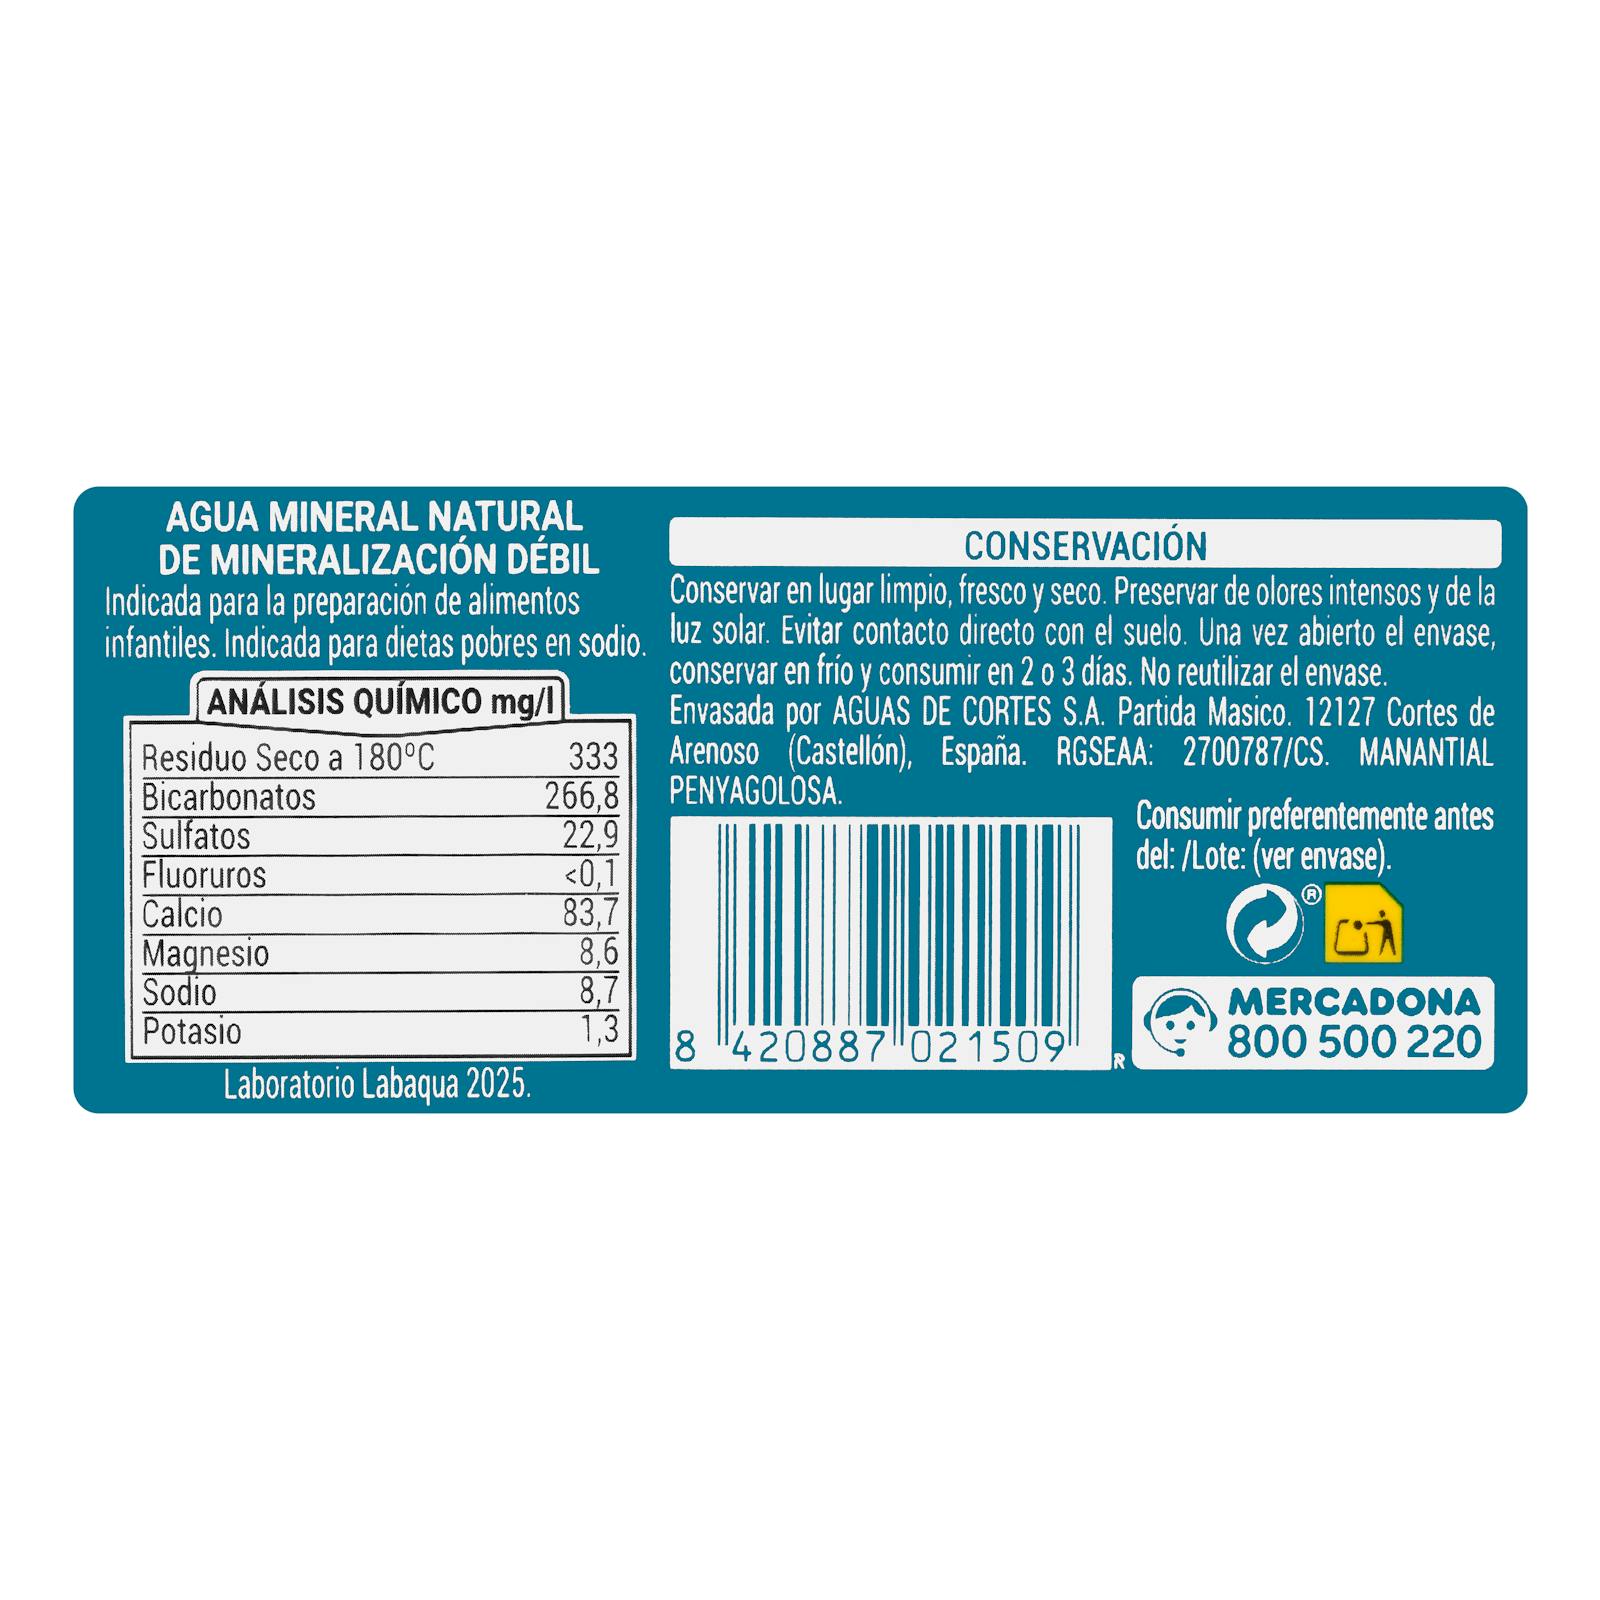 AGUA MINERAL NATURAL
DE MINERALIZACIÓN DÉBIL
Indicada para la preparación de alimentos
infantiles. Indicada para dietas pobres en sodio.
ANÁLISIS QUÍMICO mg/l
Residuo Seco a 180ºC 333
Bicarbonatos 266,8
Sulfatos 22,9
Fluoruros <0,1
Calcio 83,7
Magnesio 8,6
Sodio 8,7
Potasio 1,3
Laboratorio Labaqua 2025.
CONSERVACIÓN
Conservar en lugar limpio, fresco y seco. Preservar de olores intensos y de la
luz solar. Evitar contacto directo con el suelo. Una vez abierto el envase,
conservar en frío y consumir en 2 o 3 días. No reutilizar el envase.
Envasada por AGUAS DE CORTES S.A. Partida Masico. 12127 Cortes de
Arenoso (Castellón), España. RGSEAA: 2700787/CS. MANANTIAL
PENYAGOLOSA.
8 420887 021509
R
Consumir preferentemente antes
del: /Lote: (ver envase).
®
MERCADONA
800 500 220